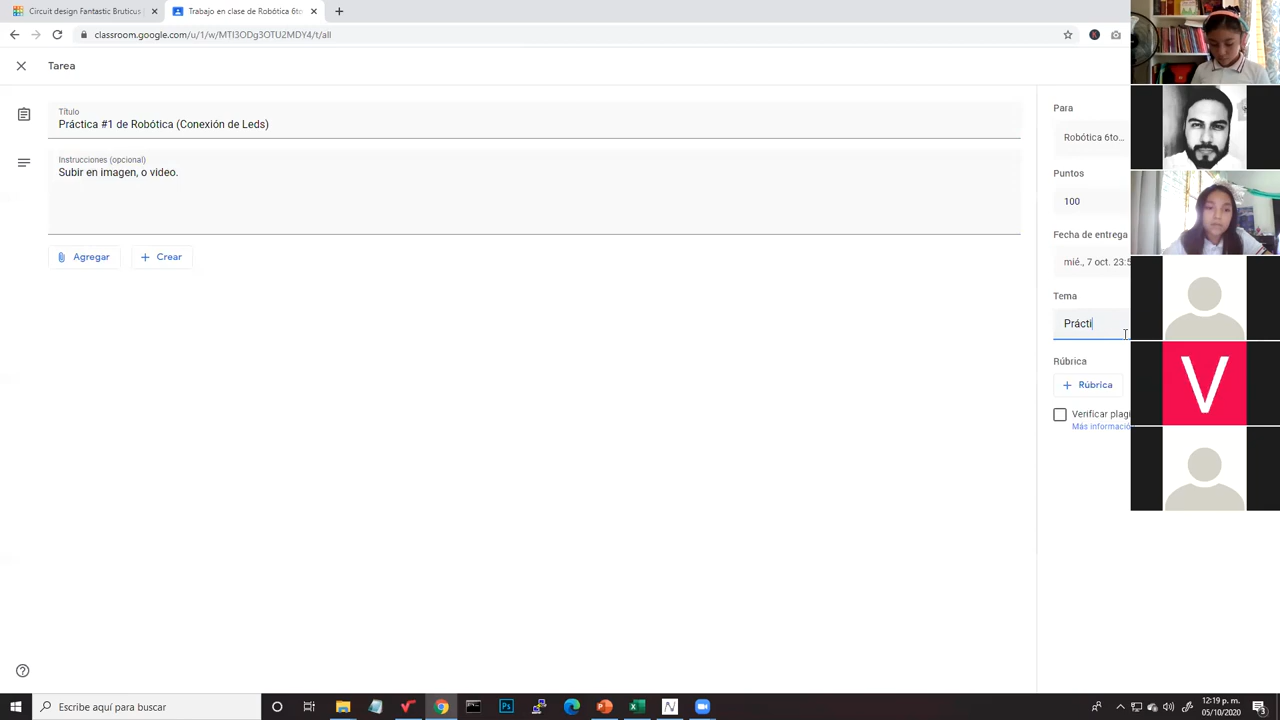 Circuit design Fantastic Bruticus
Trabajo en clase de Robótica 6to
classroom.google.com/u/1/w/MTI3ODg3OTU2MDY4/t/all
Tarea
Título
Práctica #1 de Robótica (Conexión de Leds)
Instrucciones (opcional)
Subir en imagen, o video.
Agregar
Crear
Para
Robótica 6to...
Puntos
100
Fecha de entrega
mié., 7 oct. 23:5
Tema
Prácti
Rúbrica
Rúbrica
Verificar plagi
Más informació
V
Escribe aquí para buscar
Ps
12:19 p. m.
05/10/2020
3